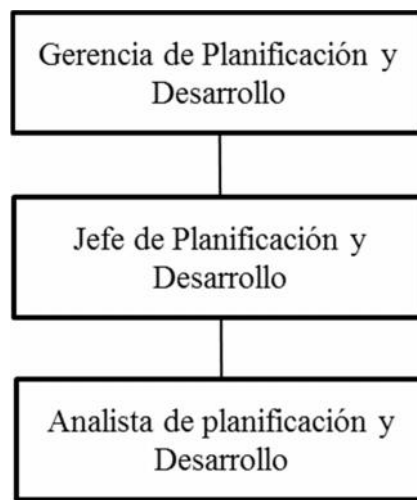 Gerencia de Planificación y
Desarrollo
Jefe de Planificación y
Desarrollo
Analista de planificación y
Desarrollo